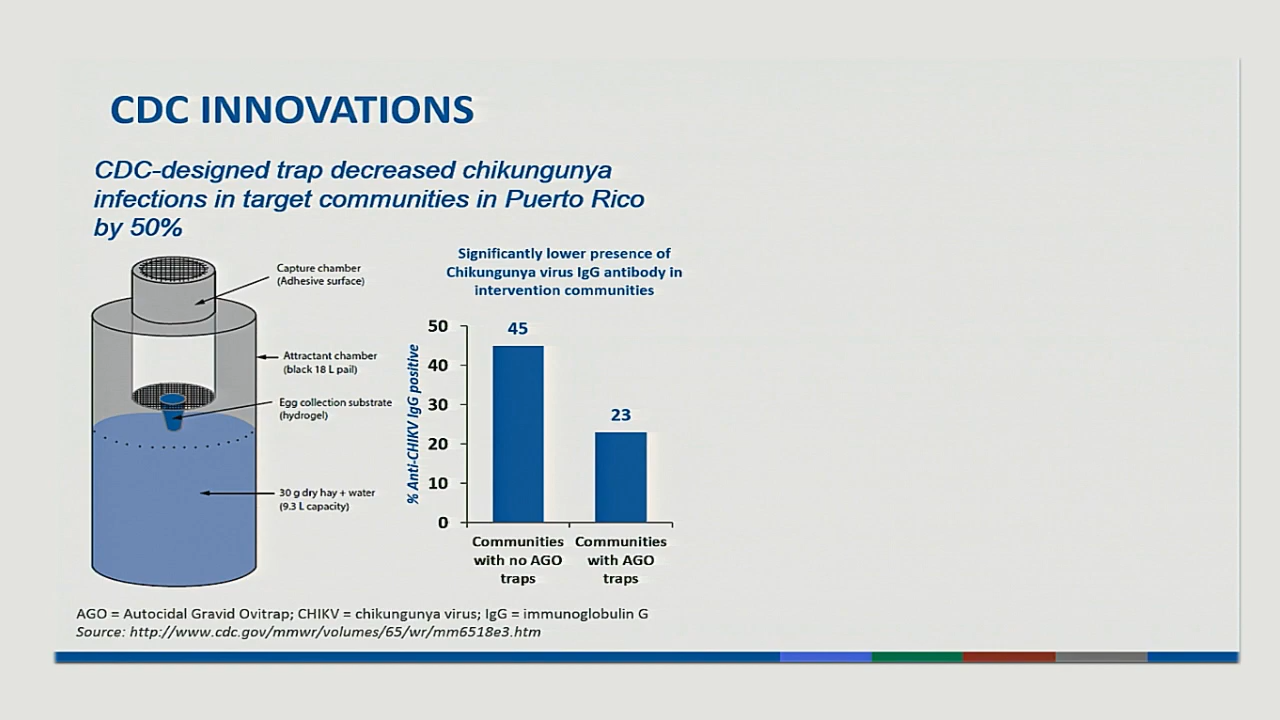 CDC INNOVATIONS
CDC-designed trap decreased chikungunya
infections in target communities in Puerto Rico
by 50%
Capture chamber
(Adhesive surface)
Attractant chamber
(black 18 L pail)
Egg collection substrate
(hydrogel)
30 g dry hay + water
(9.3 L capacity)
Significantly lower presence of
Chikungunya virus IgG antibody in
intervention communities
% Anti-CHIKV IgG positive
50
40
30
20
10
0
45
23
Communities
with no AGO
traps
Communities
with AGO
traps
AGO = Autocidal Gravid Ovitrap; CHIKV = chikungunya virus; IgG = immunoglobulin G
Source: http://www.cdc.gov/mmwr/volumes/65/wr/mm6518e3.htm